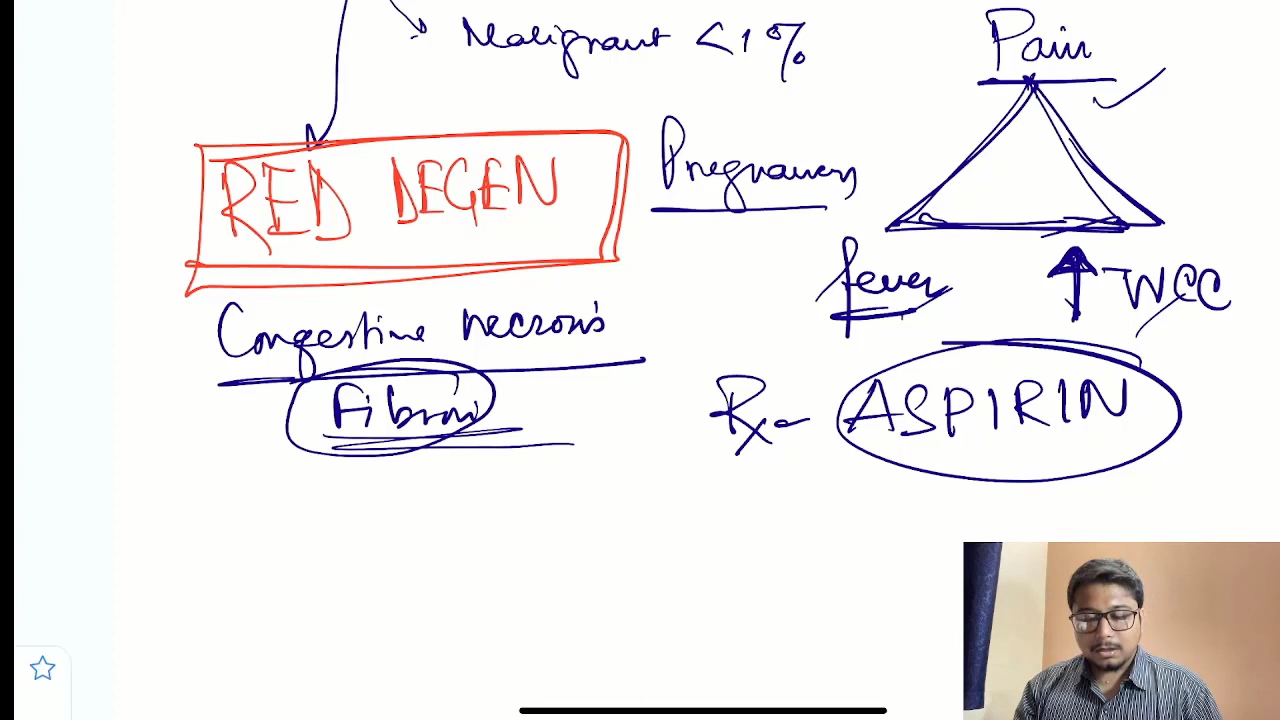 Malignant <1%
Pain
RED DEGEN
Pregnancy
fever
↑ WCC
Congestive necrosis
Fibroid
Rx- ASPIRIN